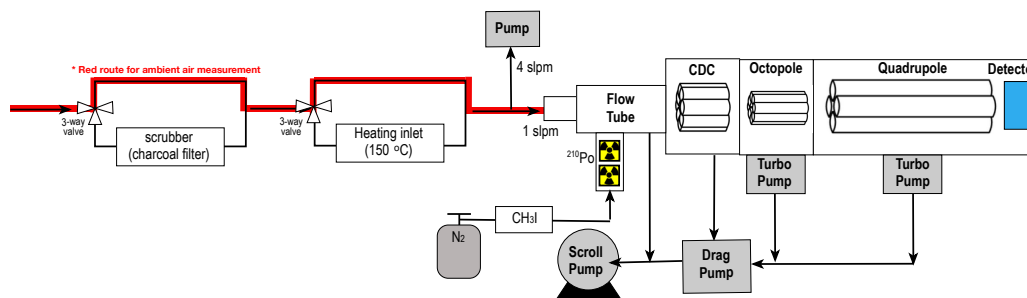 * Red route for ambient air measurement
3-way
valve
scrubber
(charcoal filter)
3-way
valve
Heating inlet
(150 °C)
Pump
4 slpm
1 slpm
Flow
Tube
²¹⁰Po
CH3I
N2
CDC
Octopole
Quadrupole
Detecto
Turbo
Pump
Turbo
Pump
Scroll
Pump
Drag
Pump